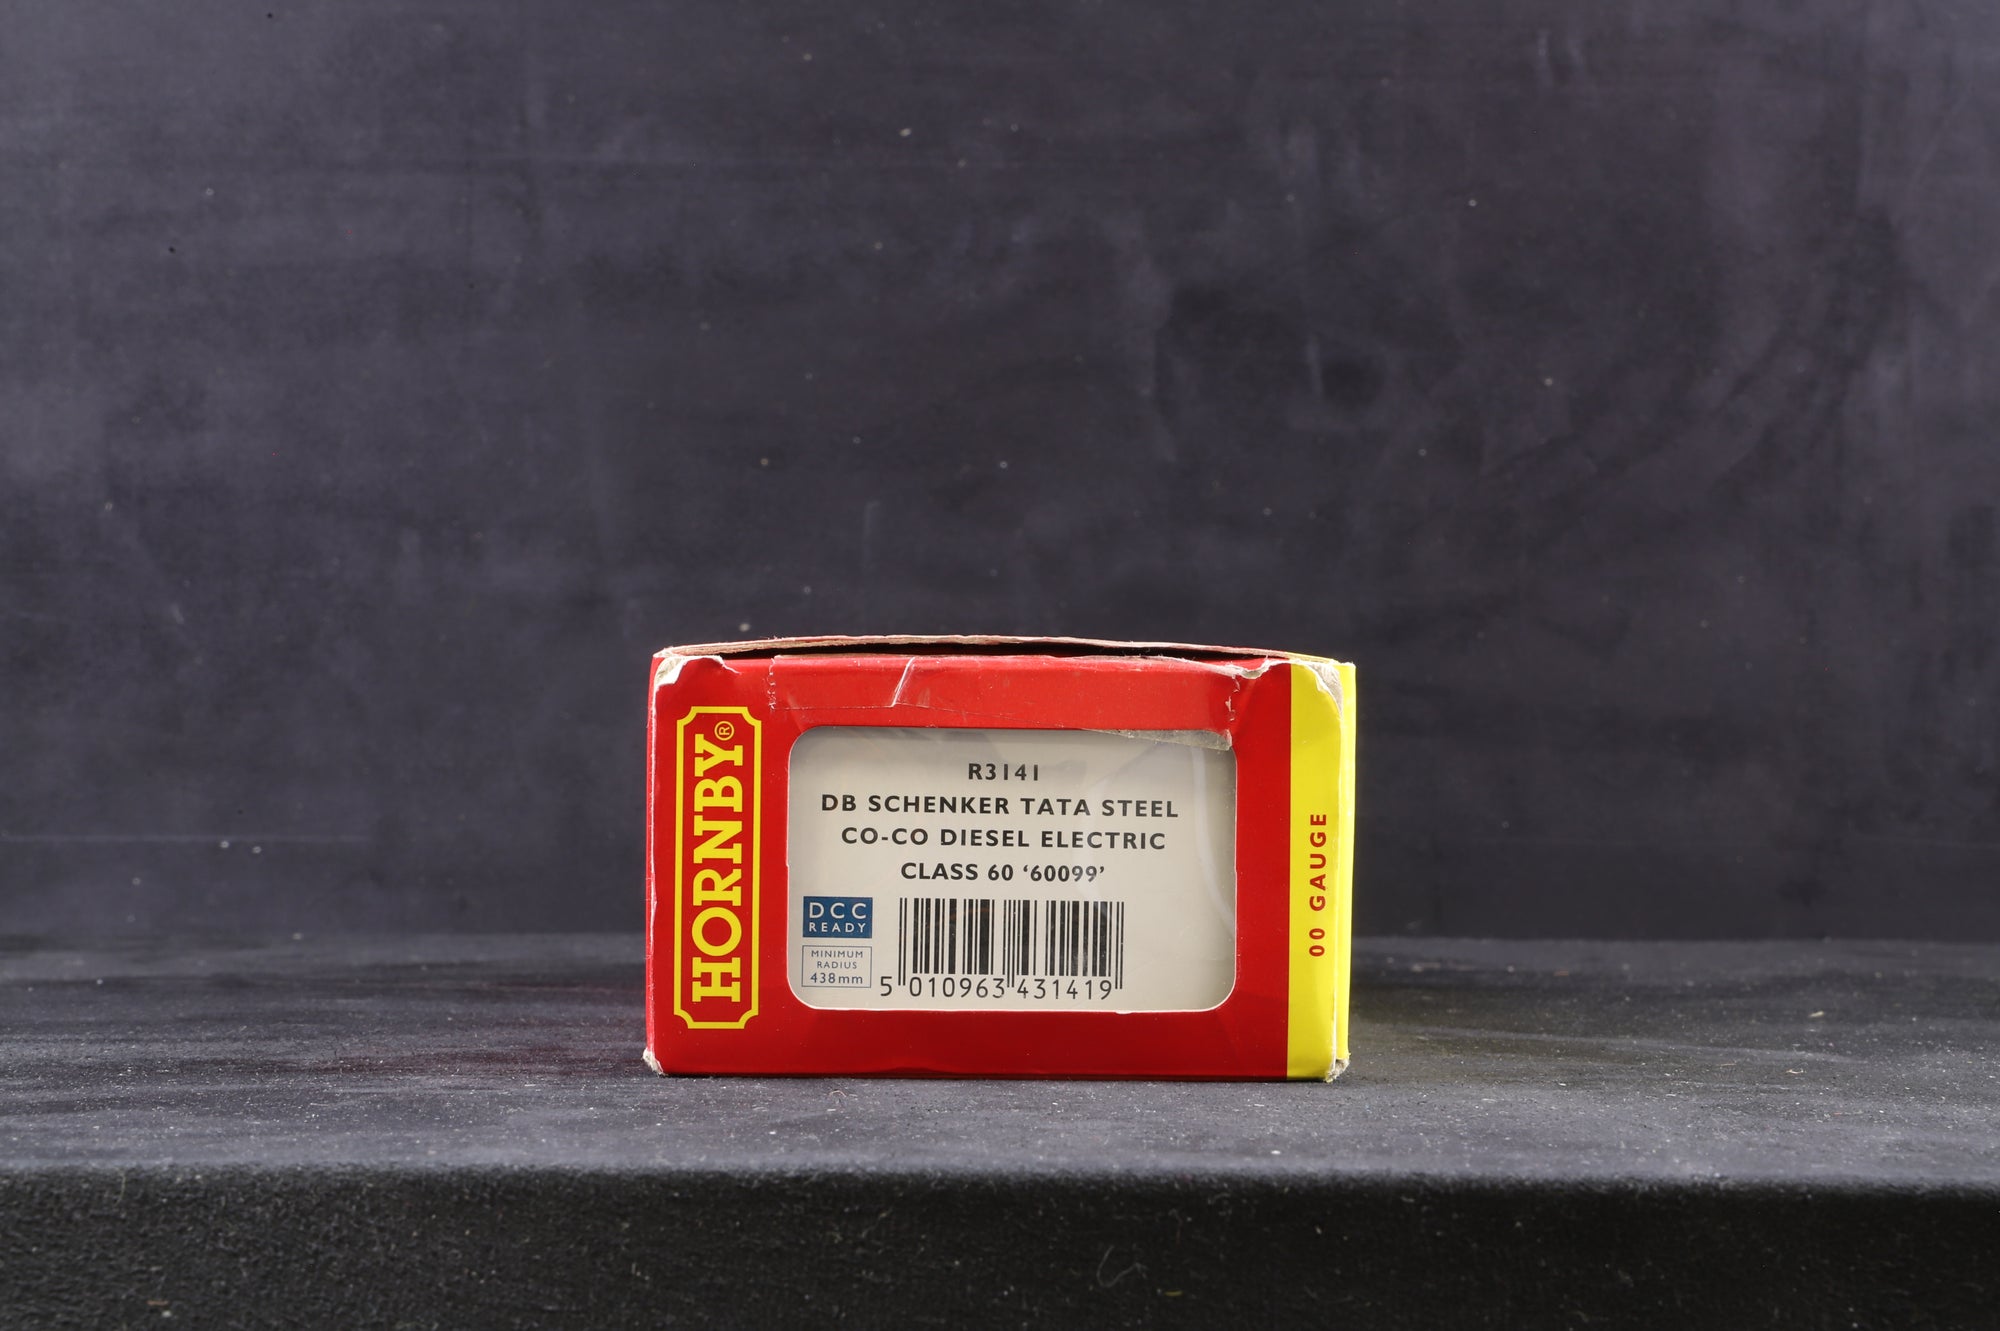 HORNBY®
R3141
DB SCHENKER TATA STEEL
CO-CO DIESEL ELECTRIC
CLASS 60 ‘60099’
DCC
READY
MINIMUM
RADIUS
438mm
5 010963 431419
00 GAUGE